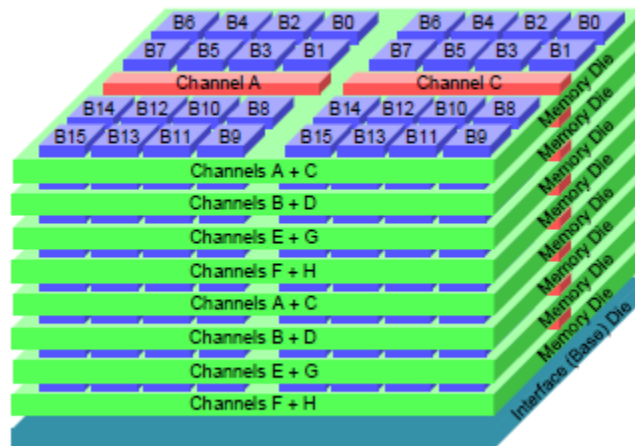 B6 B4 B2 B0 B6 B4 B2 B0
B7 B5 B3 B1 B7 B5 B3 B1
Channel A Channel C
B14 B12 B10 B8 B14 B12 B10 B8
B15 B13 B11 B9 B15 B13 B11 B9
Channels A + C
Channels B + D
Channels E + G
Channels F + H
Channels A + C
Channels B + D
Channels E + G
Channels F + H
Memory Die
Memory Die
Memory Die
Memory Die
Memory Die
Memory Die
Memory Die
Memory Die
Interface (Base) Die